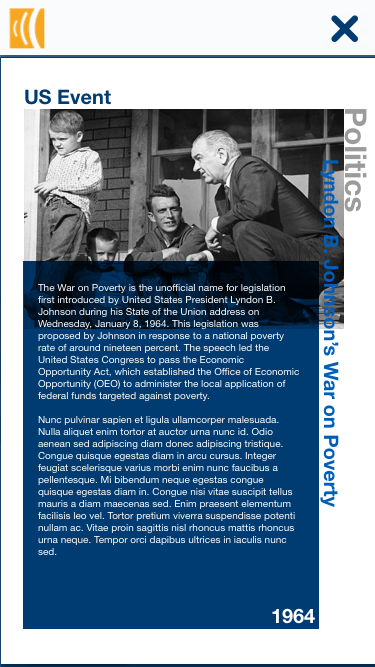 US Event
Politics
Lyndon B. Johnson's War on Poverty
The War on Poverty is the unofficial name for legislation
first introduced by United States President Lyndon B.
Johnson during his State of the Union address on
Wednesday, January 8, 1964. This legislation was
proposed by Johnson in response to a national poverty
rate of around nineteen percent. The speech led the
United States Congress to pass the Economic
Opportunity Act, which established the Office of Economic
Opportunity (OEO) to administer the local application of
federal funds targeted against poverty.
Nunc pulvinar sapien et ligula ullamcorper malesuada.
Nulla aliquet enim tortor at auctor urna nunc id. Odio
aenean sed adipiscing diam donec adipiscing tristique.
Congue quisque egestas diam in arcu cursus. Integer
feugiat scelerisque varius morbi enim nunc faucibus a
pellentesque. Mi bibendum neque egestas congue
quisque egestas diam in. Congue nisi vitae suscipit tellus
mauris a diam maecenas sed. Enim praesent elementum
facilisis leo vel. Tortor pretium viverra suspendisse potenti
nullam ac. Vitae proin sagittis nisl rhoncus mattis rhoncus
urna neque. Tempor orci dapibus ultrices in iaculis nunc
sed.
1964